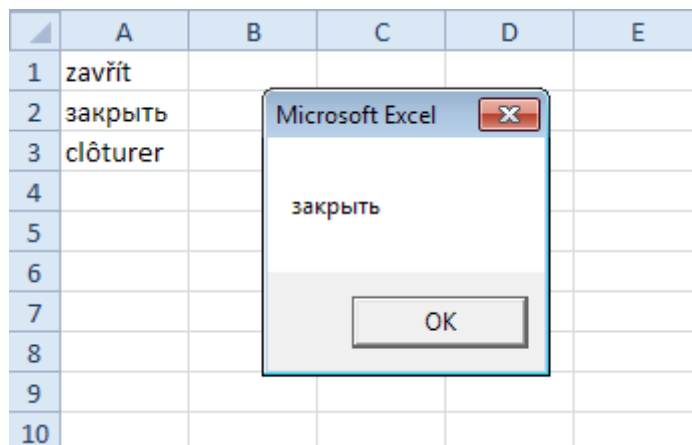 A B C D E
1 zavřít
2 закрыть
3 clôturer
4
5
6
7
8
9
10
Microsoft Excel
закрыть
OK